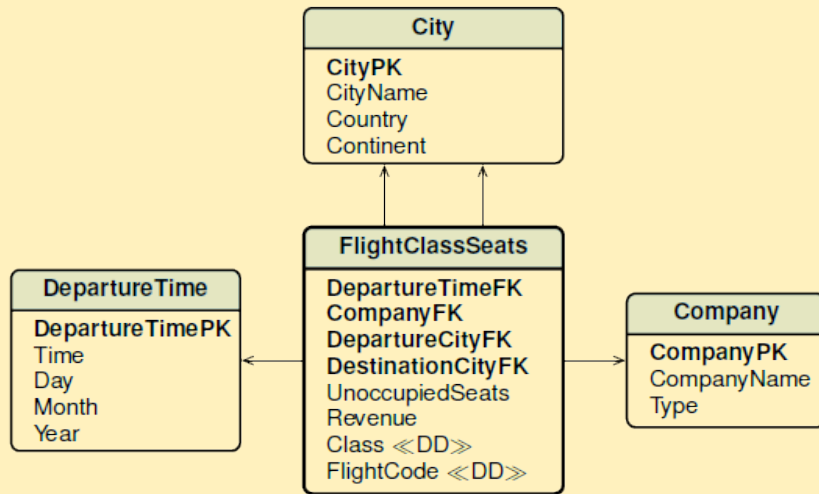 City
CityPK
CityName
Country
Continent
FlightClassSeats
DepartureTimeFK
CompanyFK
DepartureCityFK
DestinationCityFK
UnoccupiedSeats
Revenue
Class ≪DD≫
FlightCode ≪DD≫
DepartureTime
DepartureTimePK
Time
Day
Month
Year
Company
CompanyPK
CompanyName
Type